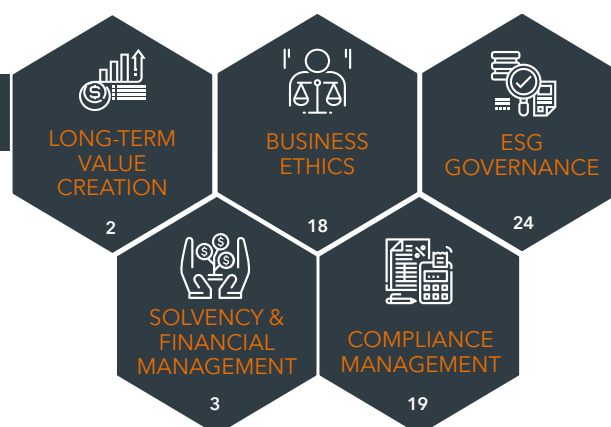 LONG-TERM
VALUE
CREATION
2
BUSINESS
ETHICS
18
ESG
GOVERNANCE
24
SOLVENCY &
FINANCIAL
MANAGEMENT
3
COMPLIANCE
MANAGEMENT
19